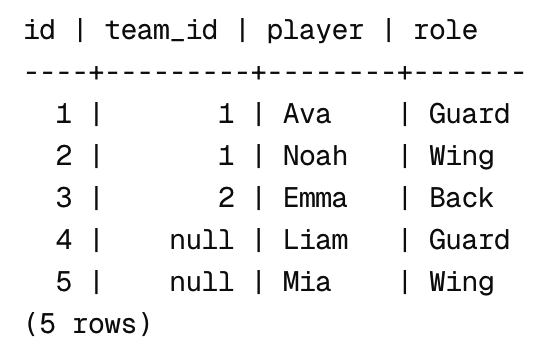 id | team_id | player | role
----+---------+--------+-------
  1 |       1 | Ava    | Guard
  2 |       1 | Noah   | Wing
  3 |       2 | Emma   | Back
  4 |    null | Liam   | Guard
  5 |    null | Mia    | Wing
(5 rows)